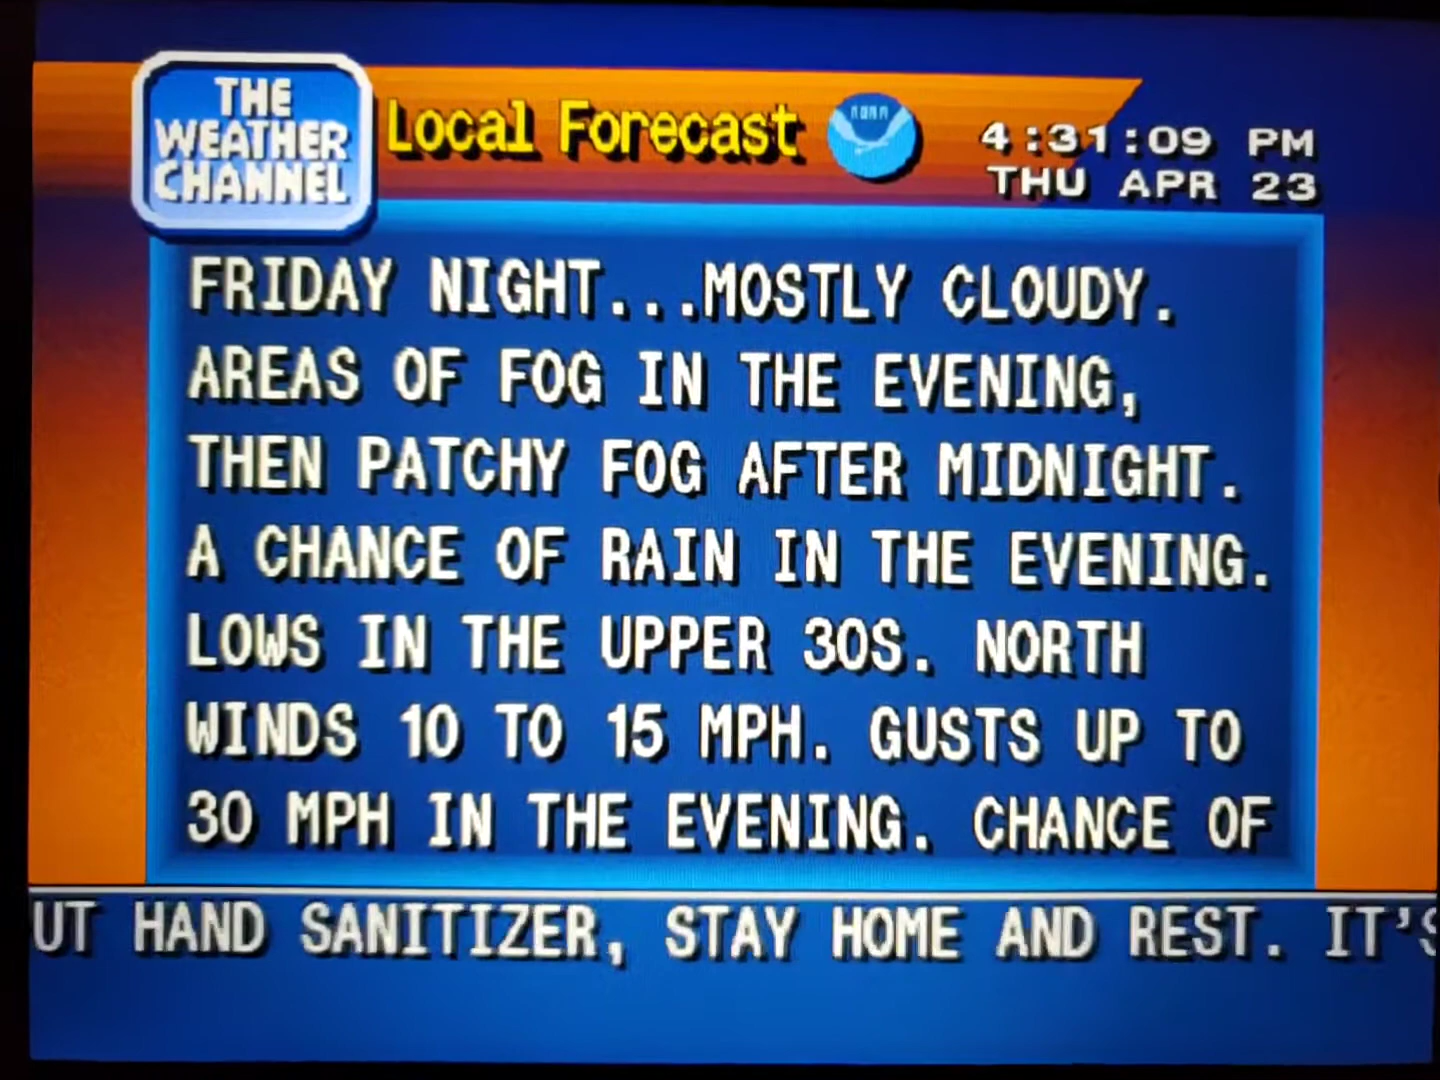 THE
WEATHER
CHANNEL
Local Forecast
NOAA
4:31:09 PM
THU APR 23
FRIDAY NIGHT...MOSTLY CLOUDY.
AREAS OF FOG IN THE EVENING,
THEN PATCHY FOG AFTER MIDNIGHT.
A CHANCE OF RAIN IN THE EVENING.
LOWS IN THE UPPER 30S. NORTH
WINDS 10 TO 15 MPH. GUSTS UP TO
30 MPH IN THE EVENING. CHANCE OF
UT HAND SANITIZER, STAY HOME AND REST. IT'S